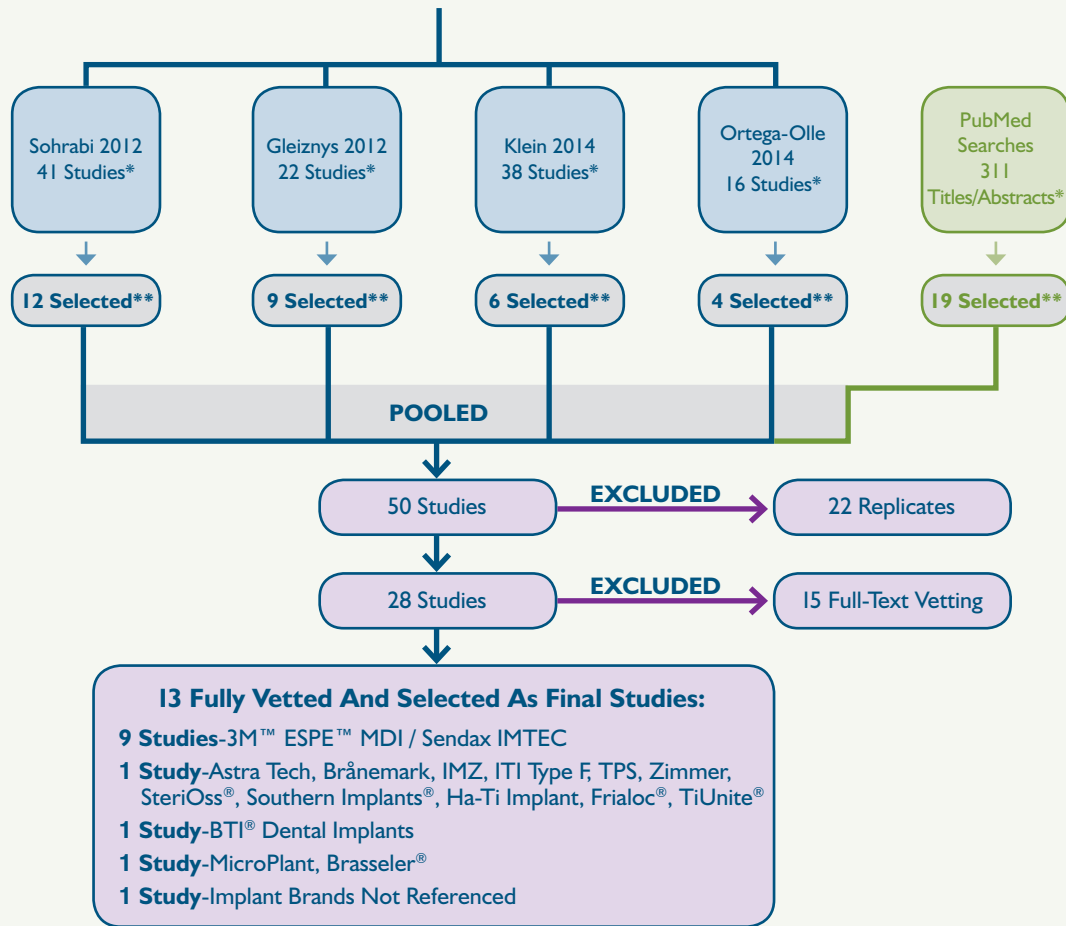 Sohrabi 2012
41 Studies*
Gleiznys 2012
22 Studies*
Klein 2014
38 Studies*
Ortega-Olle
2014
16 Studies*
PubMed
Searches
311
Titles/Abstracts*
12 Selected**
9 Selected**
6 Selected**
4 Selected**
19 Selected**
POOLED
50 Studies
EXCLUDED
22 Replicates
28 Studies
EXCLUDED
15 Full-Text Vetting
13 Fully Vetted And Selected As Final Studies:
9 Studies-3M™ ESPE™ MDI / Sendax IMTEC
1 Study-Astra Tech, Brånemark, IMZ, ITI Type F, TPS, Zimmer,
SteriOss®, Southern Implants®, Ha-Ti Implant, Frialoc®, TiUnite®
1 Study-BTI® Dental Implants
1 Study-MicroPlant, Brasseler®
1 Study-Implant Brands Not Referenced